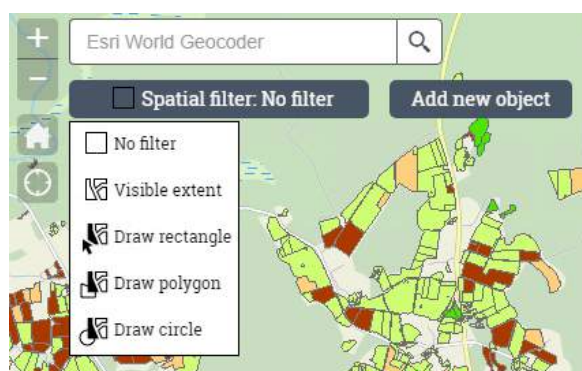 +
Esri World Geocoder
−
Spatial filter: No filter
Add new object
No filter
Visible extent
Draw rectangle
Draw polygon
Draw circle